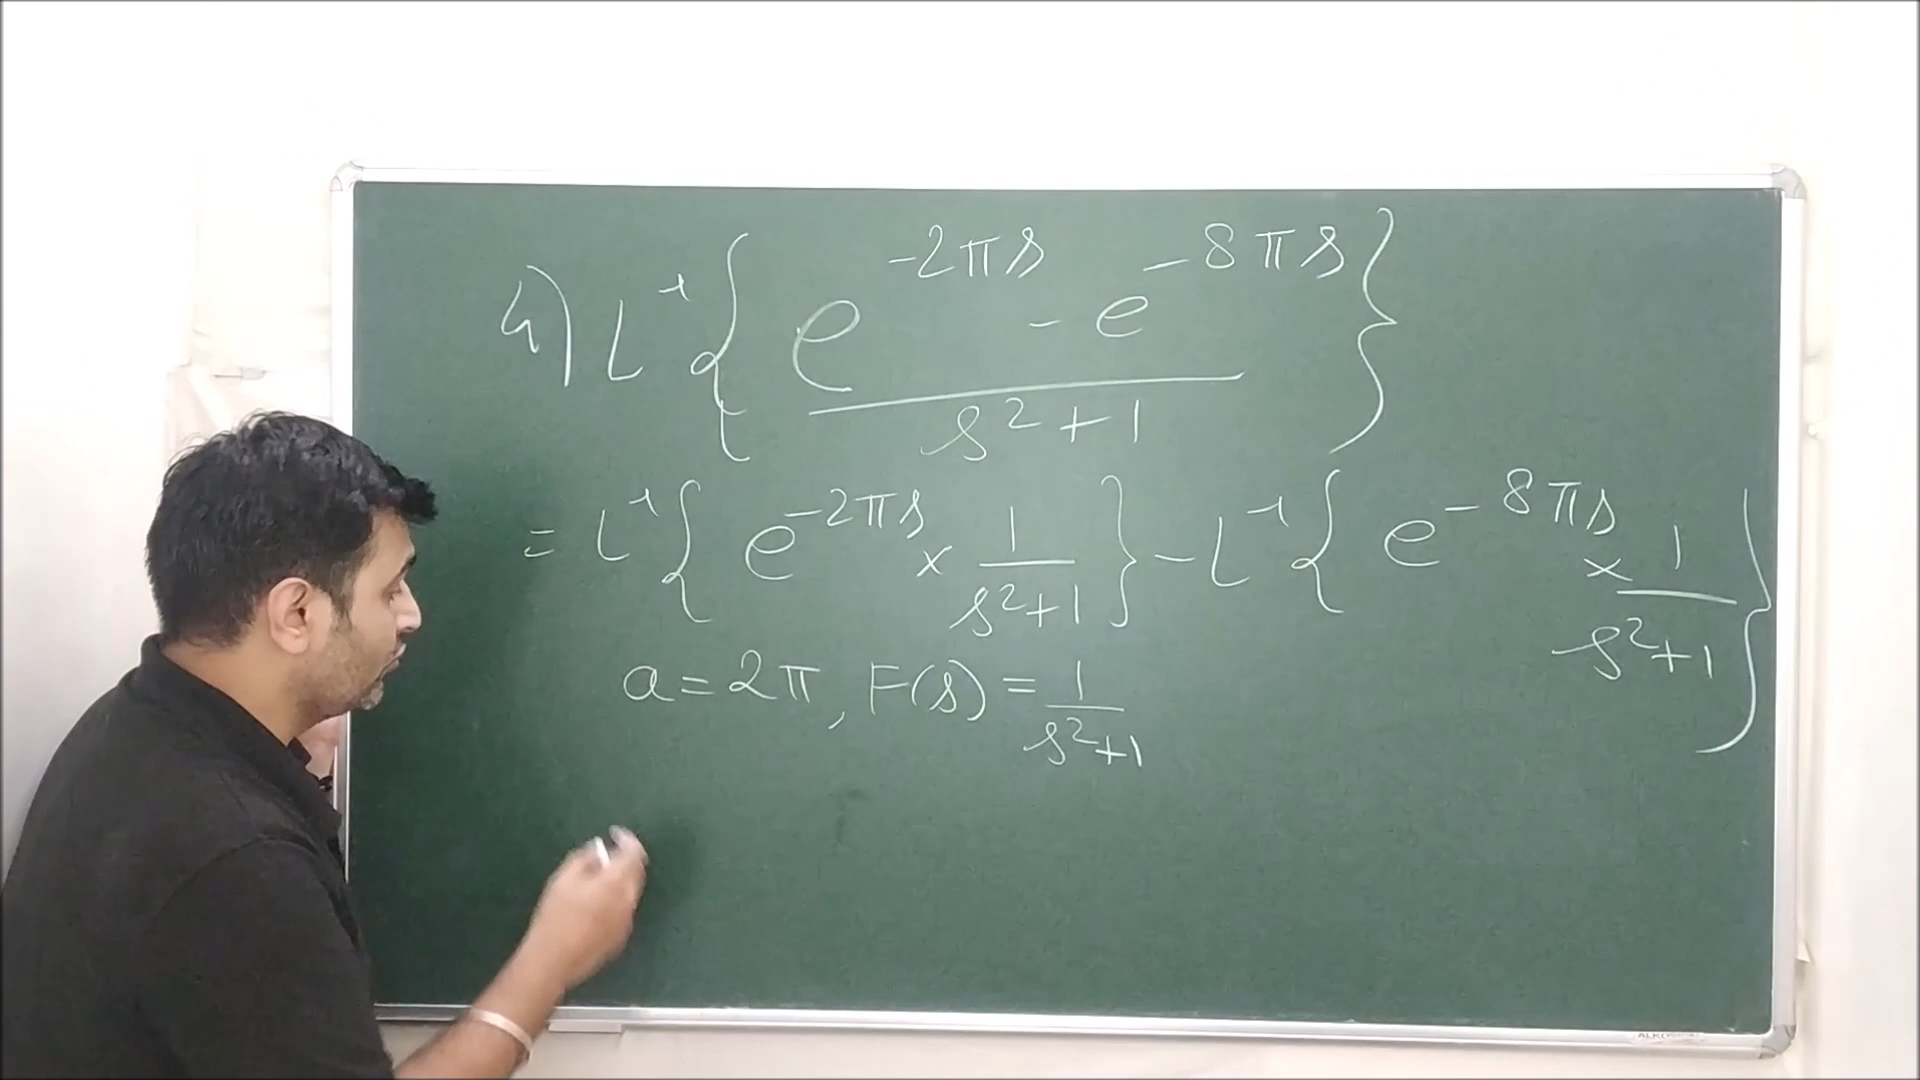 4) L⁻¹{ (e^{-2πs} - e^{-8πs}) / (s²+1) }
= L⁻¹{ e^{-2πs} × 1/(s²+1) } - L⁻¹{ e^{-8πs} × 1/(s²+1) }
a = 2π, F(s) = 1/(s²+1)